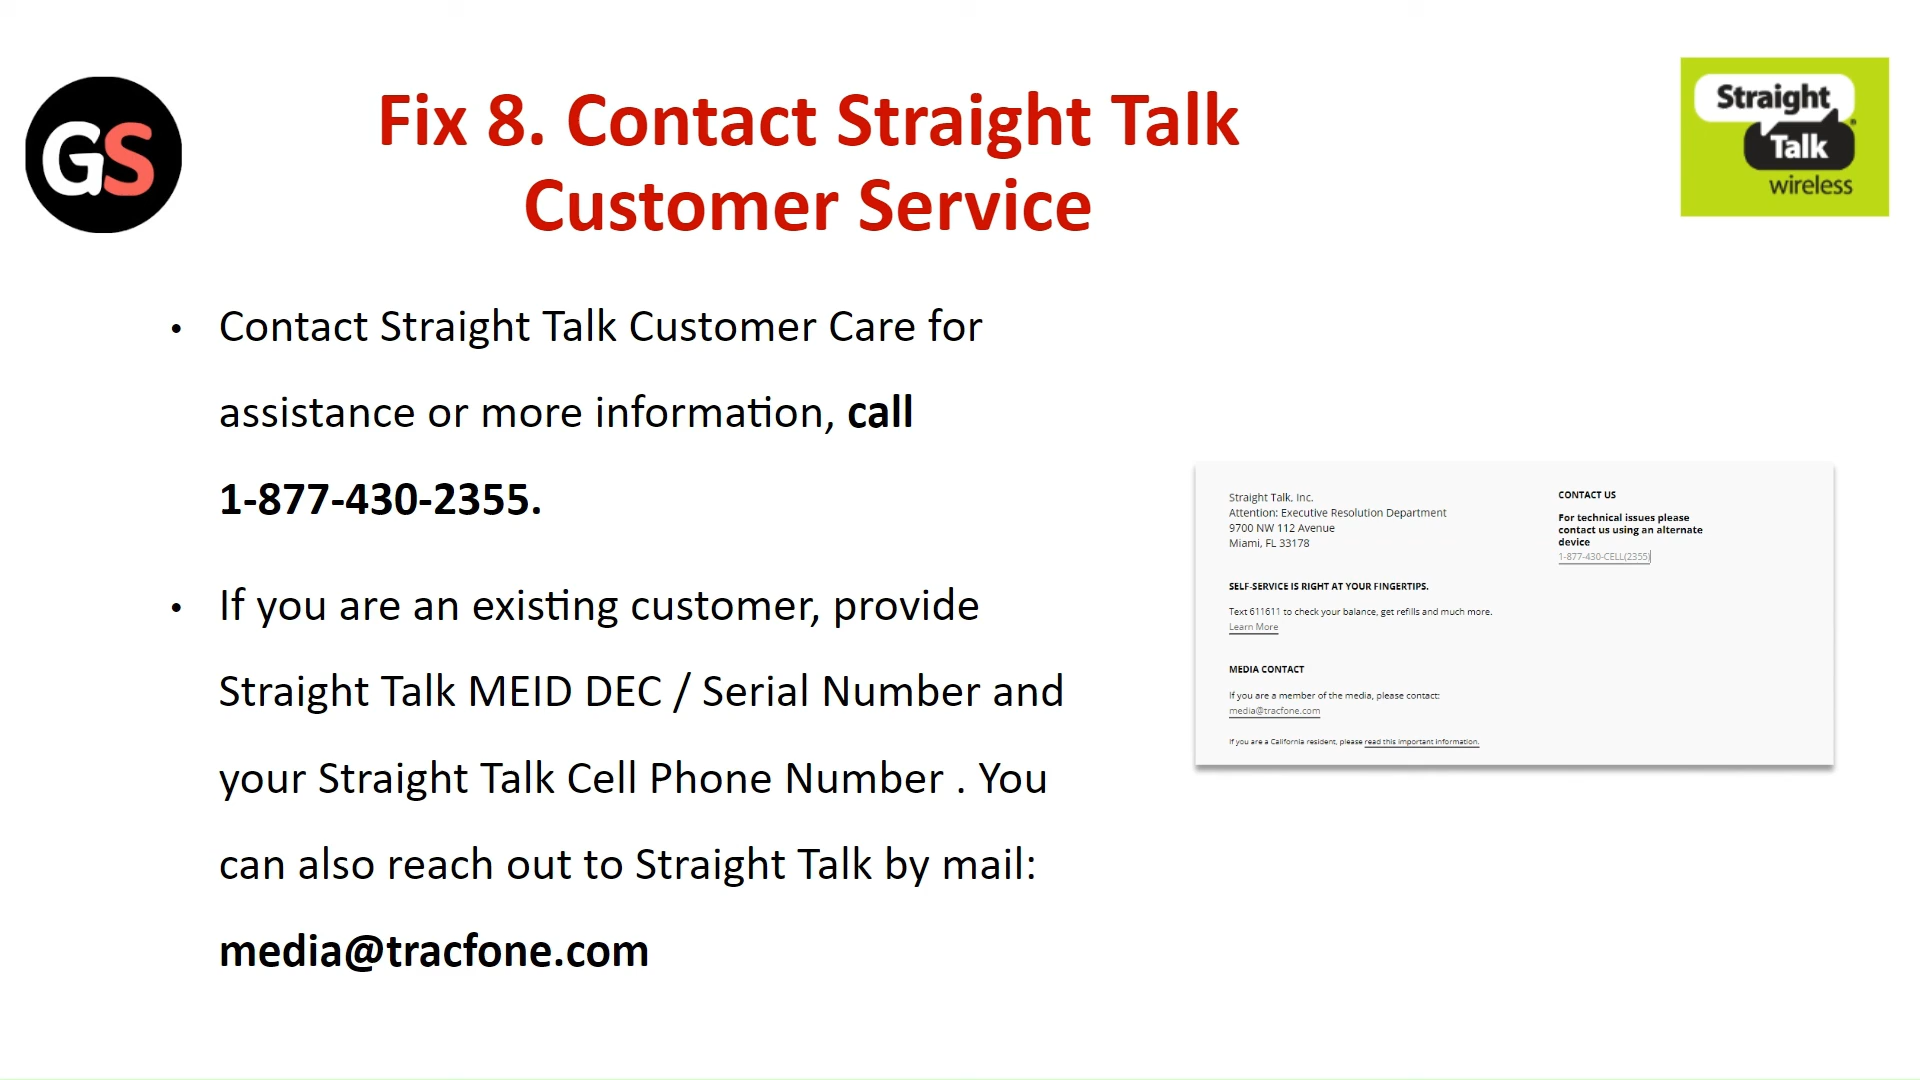 GS
Fix 8. Contact Straight Talk
Customer Service
Straight
Talk
wireless
• Contact Straight Talk Customer Care for
assistance or more information, call
1-877-430-2355.
• If you are an existing customer, provide
Straight Talk MEID DEC / Serial Number and
your Straight Talk Cell Phone Number . You
can also reach out to Straight Talk by mail:
media@tracfone.com
Straight Talk, Inc.
Attention: Executive Resolution Department
9700 NW 112 Avenue
Miami, FL 33178
SELF-SERVICE IS RIGHT AT YOUR FINGERTIPS.
Text 611611 to check your balance, get refills and much more.
Learn More
MEDIA CONTACT
If you are a member of the media, please contact:
media@tracfone.com
If you are a California resident, please read this important information.
CONTACT US
For technical issues please
contact us using an alternate
device
1-877-430-CELL(2355)